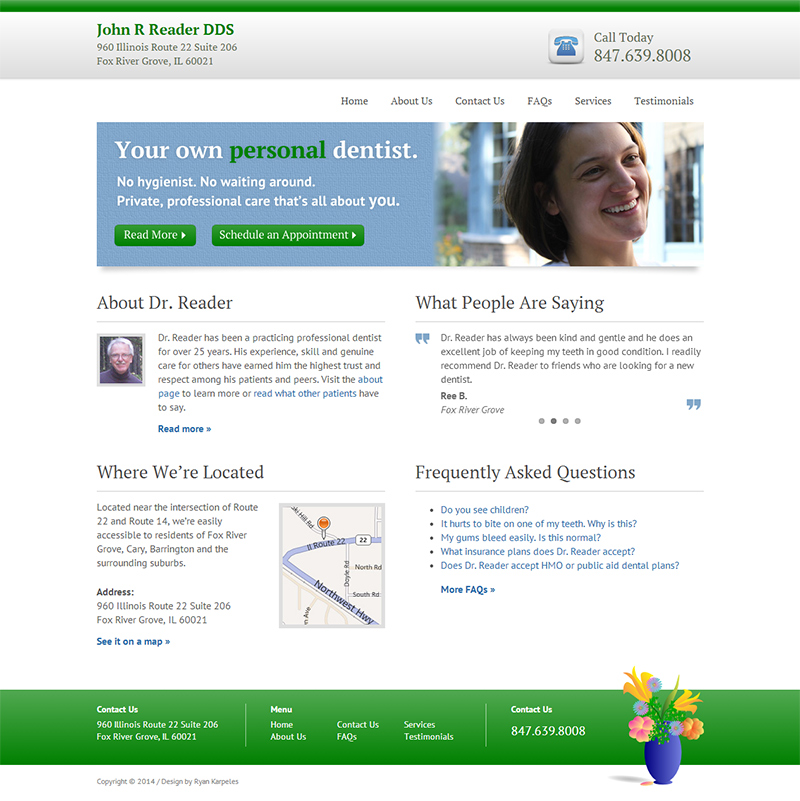 John R Reader DDS
960 Illinois Route 22 Suite 206
Fox River Grove, IL 60021
Call Today
847.639.8008
Home About Us Contact Us FAQs Services Testimonials
Your own personal dentist.
No hygienist. No waiting around.
Private, professional care that's all about you.
Read More Schedule an Appointment
About Dr. Reader
Dr. Reader has been a practicing professional dentist
for over 25 years. His experience, skill and genuine
care for others have earned him the highest trust and
respect among his patients and peers. Visit the about
page to learn more or read what other patients have
to say.
Read more »
What People Are Saying
Dr. Reader has always been kind and gentle and he does an
excellent job of keeping my teeth in good condition. I readily
recommend Dr. Reader to friends who are looking for a new
dentist.
Ree B.
Fox River Grove
Where We're Located
Located near the intersection of Route
22 and Route 14, we're easily
accessible to residents of Fox River
Grove, Cary, Barrington and the
surrounding suburbs.
Address:
960 Illinois Route 22 Suite 206
Fox River Grove, IL 60021
See it on a map »
Hill Rd
Il Route 22
22
Doyle Rd
North Rd
South Rd
Northwest Hwy
Ave
Frequently Asked Questions
Do you see children?
It hurts to bite on one of my teeth. Why is this?
My gums bleed easily. Is this normal?
What insurance plans does Dr. Reader accept?
Does Dr. Reader accept HMO or public aid dental plans?
More FAQs »
Contact Us
960 Illinois Route 22 Suite 206
Fox River Grove, IL 60021
Menu
Home Contact Us Services
About Us FAQs Testimonials
Contact Us
847.639.8008
Copyright © 2014 / Design by Ryan Karpeles